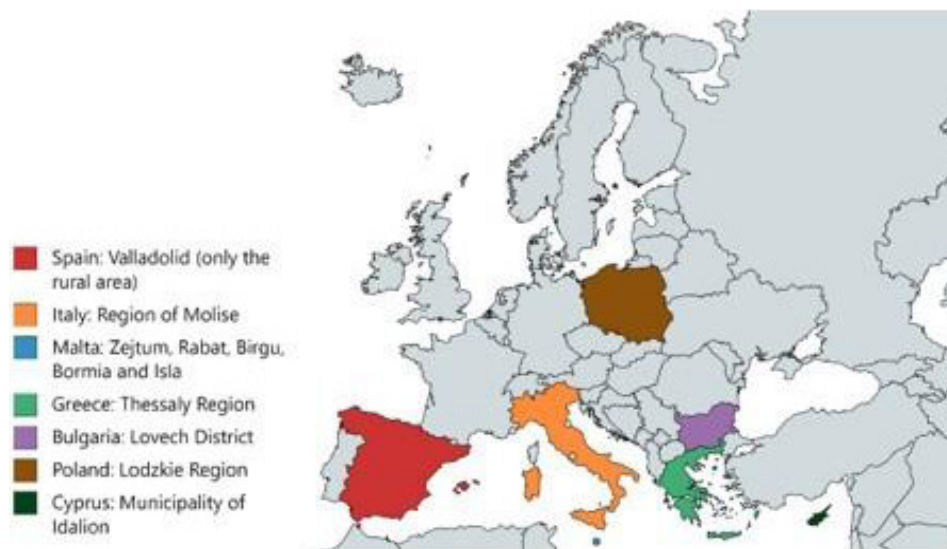 Spain: Valladolid (only the
rural area)
Italy: Region of Molise
Malta: Zejtum, Rabat, Birgu,
Bormia and Isla
Greece: Thessaly Region
Bulgaria: Lovech District
Poland: Lodzkie Region
Cyprus: Municipality of
Idalion